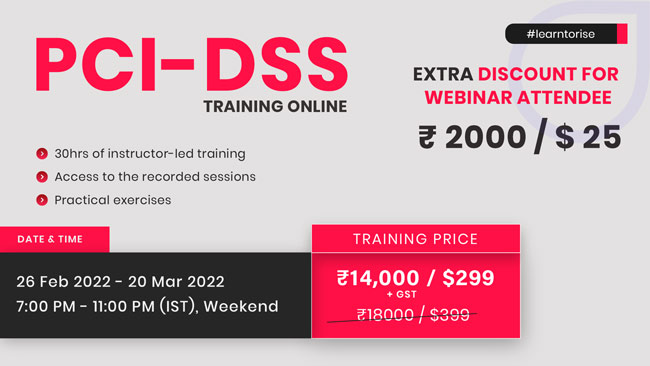 #learntorise
PCI-DSS
TRAINING ONLINE
EXTRA DISCOUNT FOR
WEBINAR ATTENDEE
₹ 2000 / $ 25
30hrs of instructor-led training
Access to the recorded sessions
Practical exercises
DATE & TIME
26 Feb 2022 - 20 Mar 2022
7:00 PM - 11:00 PM (IST), Weekend
TRAINING PRICE
₹14,000 / $299
+ GST
₹18000 / $399